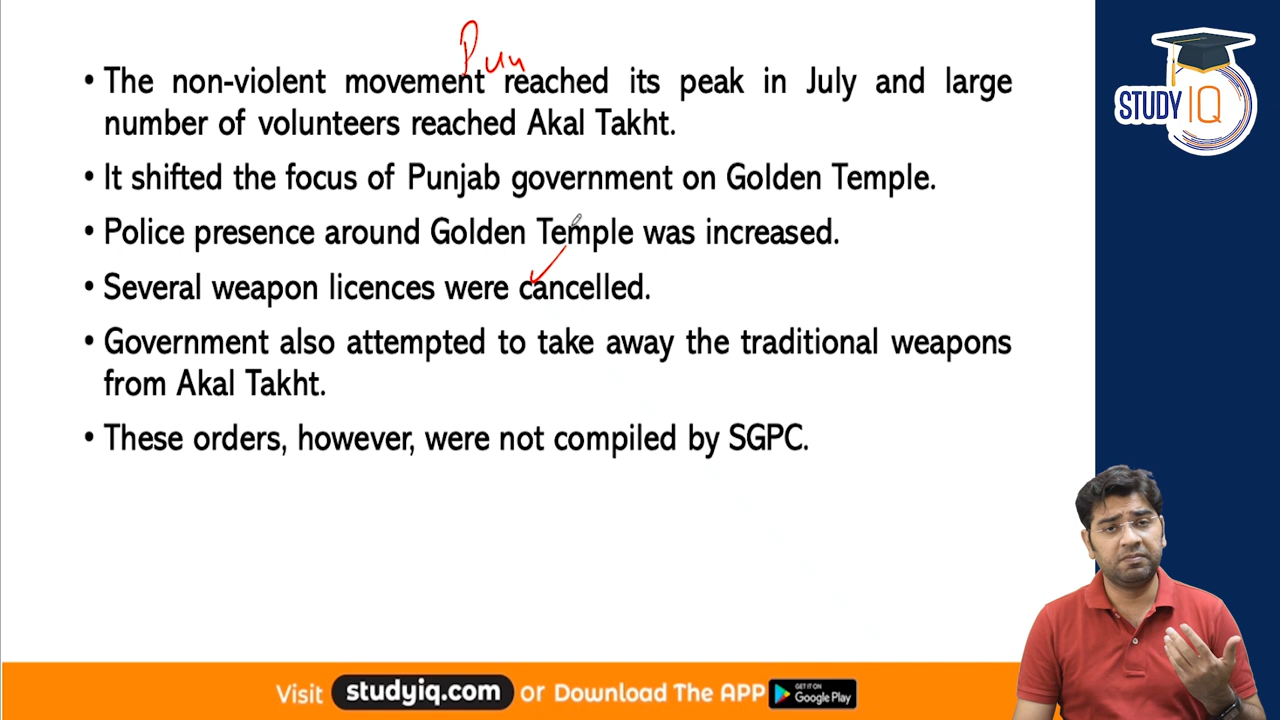 Pun
• The non-violent movement reached its peak in July and large
number of volunteers reached Akal Takht.
• It shifted the focus of Punjab government on Golden Temple.
• Police presence around Golden Temple was increased.
• Several weapon licences were cancelled.
• Government also attempted to take away the traditional weapons
from Akal Takht.
• These orders, however, were not compiled by SGPC.
STUDY IQ
Visit studyiq.com or Download The APP GET IT ON Google Play